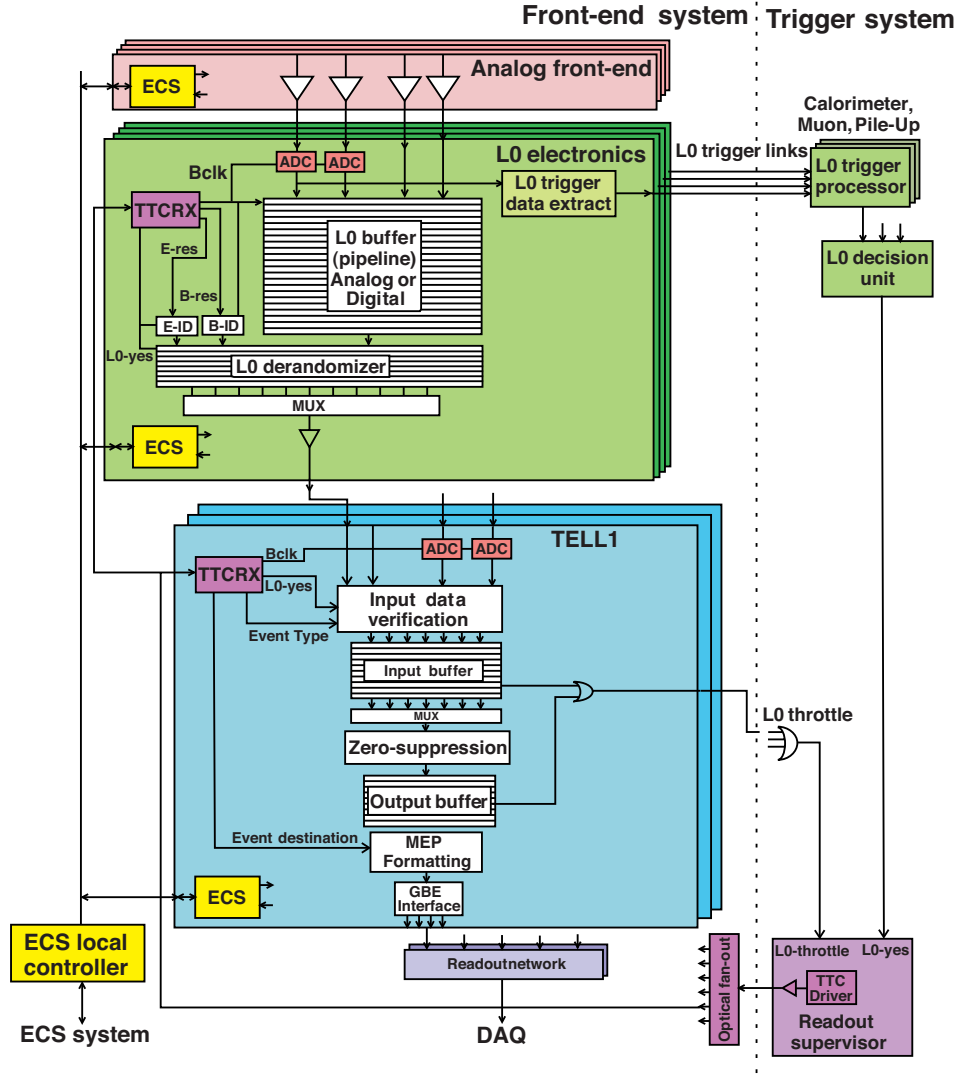 Front-end system
Trigger system
Analog front-end
ECS
Calorimeter,
Muon, Pile-Up
L0 trigger links
L0 electronics
ADC
ADC
Bclk
L0 trigger
data extract
L0 trigger
processor
TTCRX
L0 buffer
(pipeline)
Analog or
Digital
E-res
B-res
L0 decision
unit
E-ID
B-ID
L0-yes
L0 derandomizer
MUX
ECS
TELL1
Bclk
ADC
ADC
TTCRX
L0-yes
Input data
verification
Event Type
Input buffer
MUX
L0 throttle
Zero-suppression
Output buffer
Event destination
MEP
Formatting
ECS
GBE
Interface
ECS local
controller
Readoutnetwork
Optical fan-out
L0-throttle
L0-yes
TTC
Driver
Readout
supervisor
ECS system
DAQ